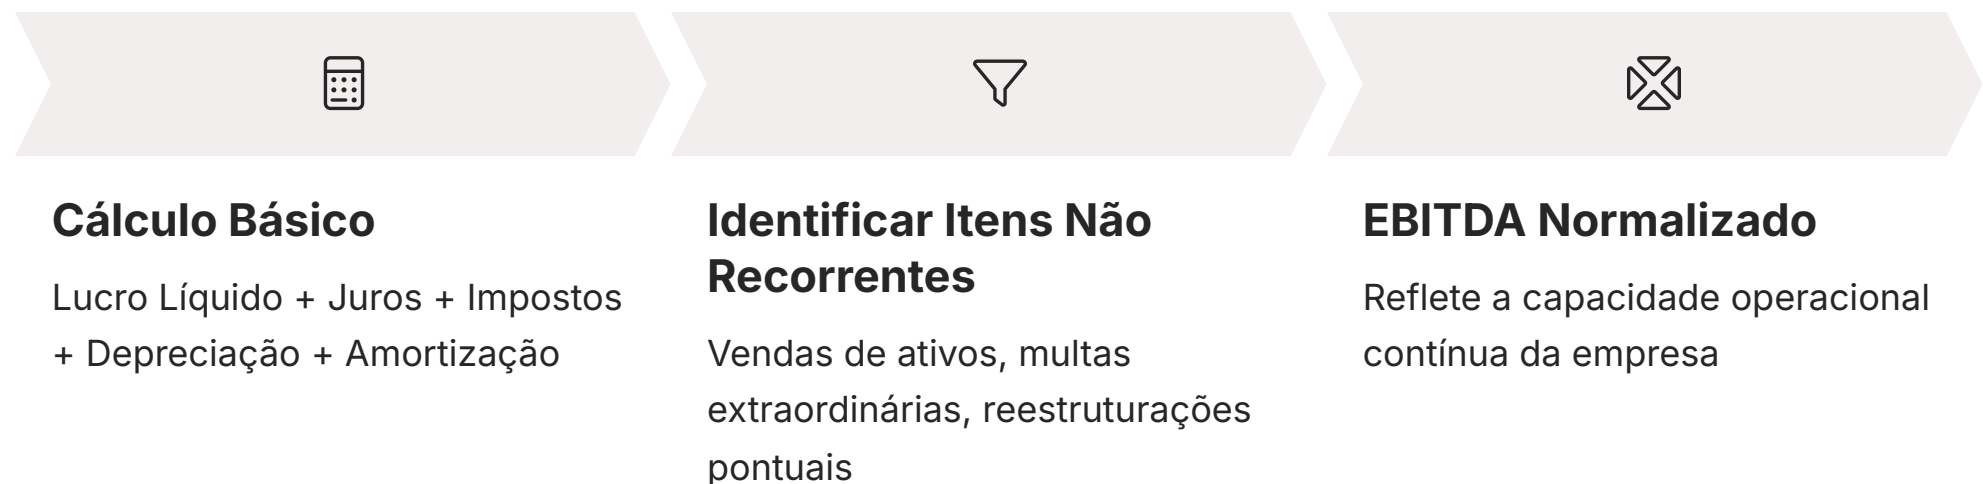 Cálculo Básico
Lucro Líquido + Juros + Impostos
+ Depreciação + Amortização
Identificar Itens Não
Recorrentes
Vendas de ativos, multas
extraordinárias, reestruturações
pontuais
EBITDA Normalizado
Reflete a capacidade operacional
contínua da empresa